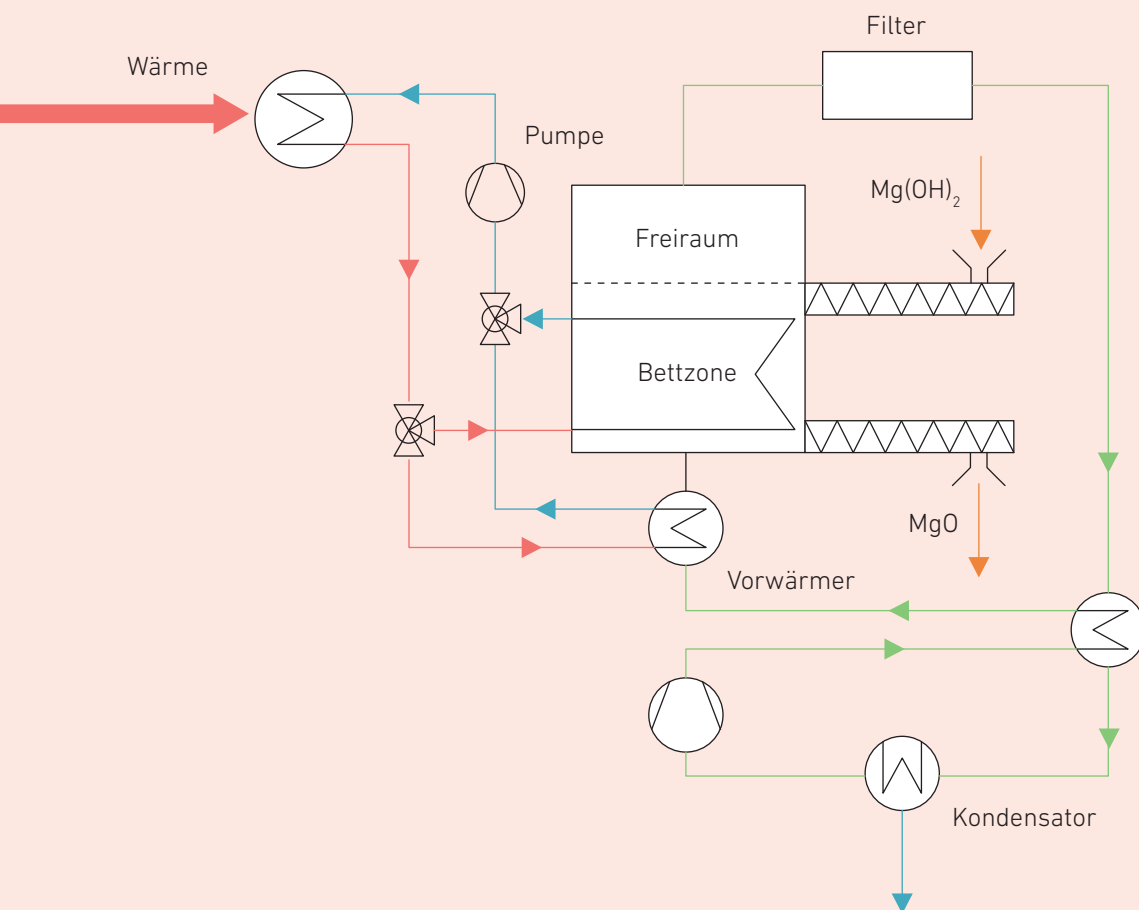 Filter
Wärme
Pumpe
Mg(OH)₂
Freiraum
Bettzone
MgO
Vorwärmer
Kondensator